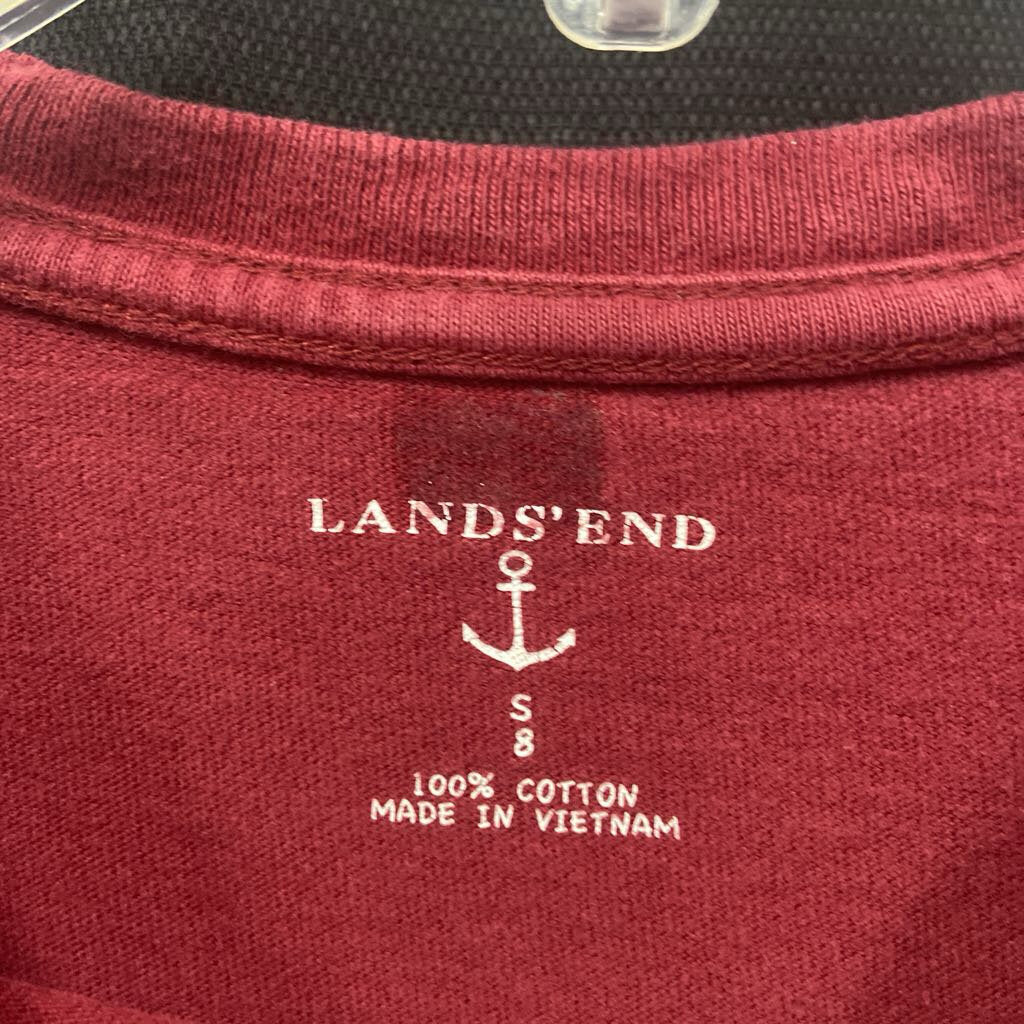 LANDS' END
S
8
100% COTTON
MADE IN VIETNAM